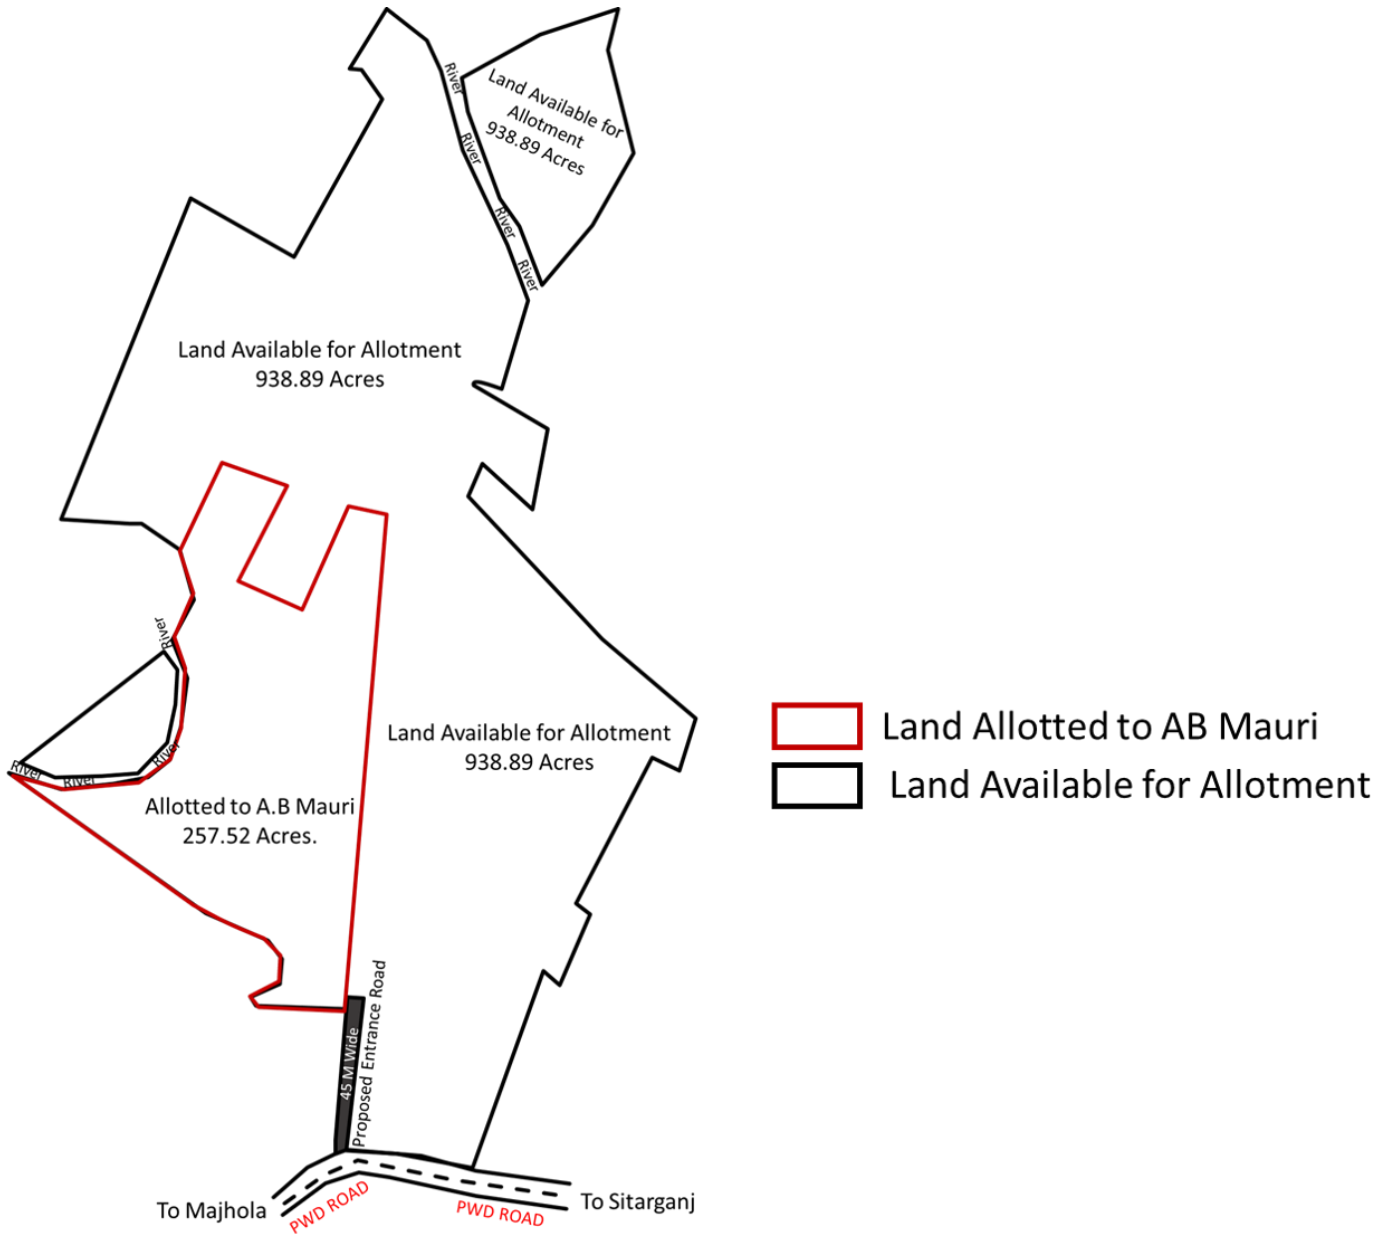 River
Land Available for
Allotment
938.89 Acres
River
River
River
Land Available for Allotment
938.89 Acres
River
Land Available for Allotment
938.89 Acres
River
River
River
Allotted to A.B Mauri
257.52 Acres.
45 M Wide
Proposed Entrance Road
To Majhola
PWD ROAD
PWD ROAD
To Sitarganj
Land Allotted to AB Mauri
Land Available for Allotment